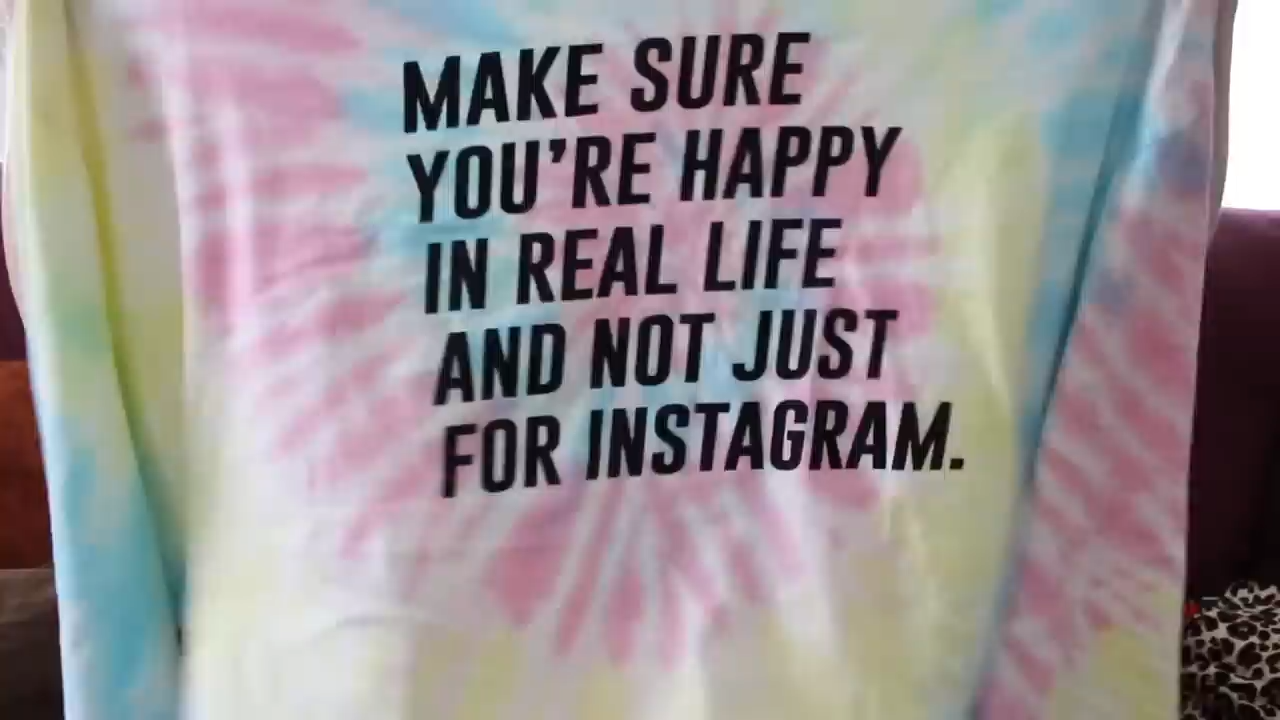 MAKE SURE
YOU'RE HAPPY
IN REAL LIFE
AND NOT JUST
FOR INSTAGRAM.